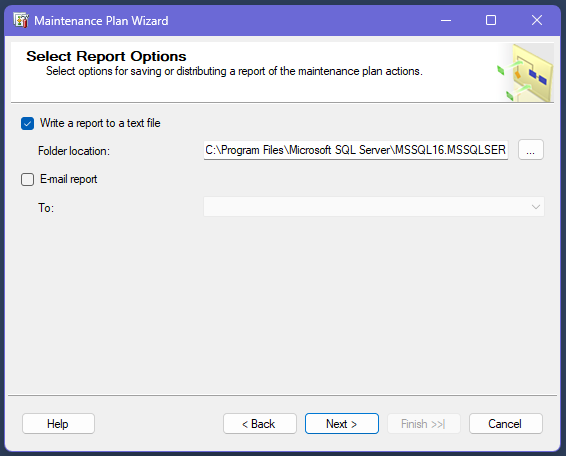 Maintenance Plan Wizard
Select Report Options
Select options for saving or distributing a report of the maintenance plan actions.
Write a report to a text file
Folder location: C:\Program Files\Microsoft SQL Server\MSSQL16.MSSQLSER ...
E-mail report
To:
Help < Back Next > Finish >>| Cancel